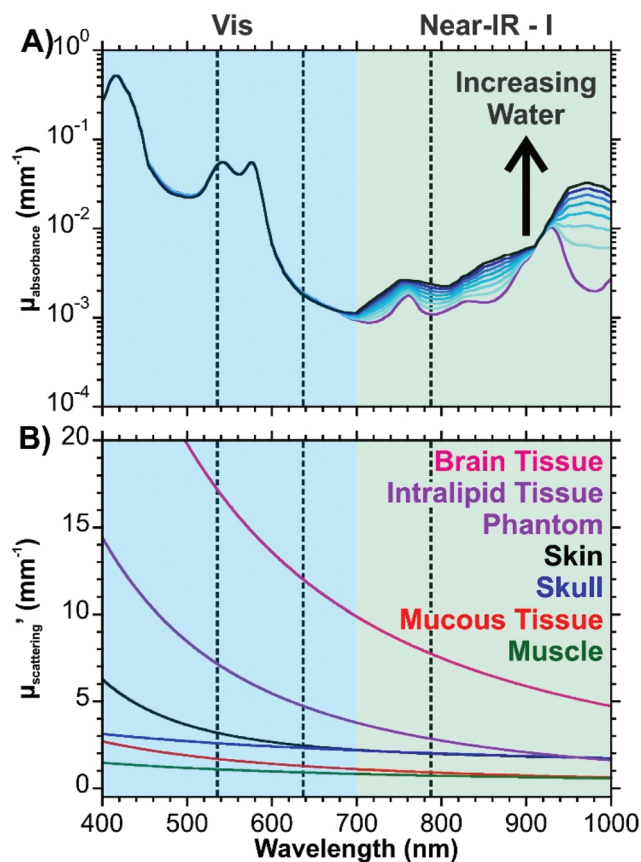 Vis
Near-IR - I
A)
10⁰
10⁻¹
10⁻²
10⁻³
10⁻⁴
μabsorbance (mm⁻¹)
Increasing
Water
B)
20
15
10
5
0
μscattering' (mm⁻¹)
Brain Tissue
Intralipid Tissue
Phantom
Skin
Skull
Mucous Tissue
Muscle
400 500 600 700 800 900 1000
Wavelength (nm)